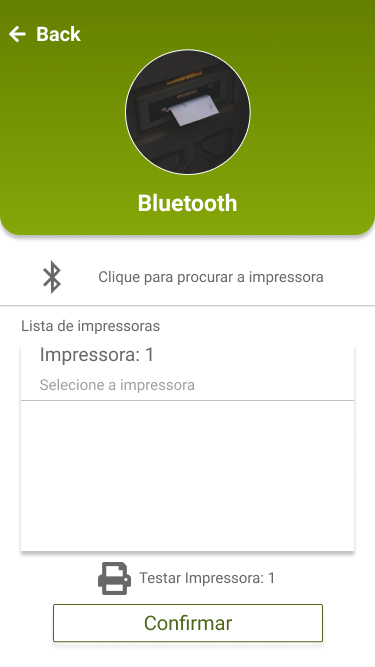 Back
Bluetooth
Clique para procurar a impressora
Lista de impressoras
Impressora: 1
Selecione a impressora
Testar Impressora: 1
Confirmar